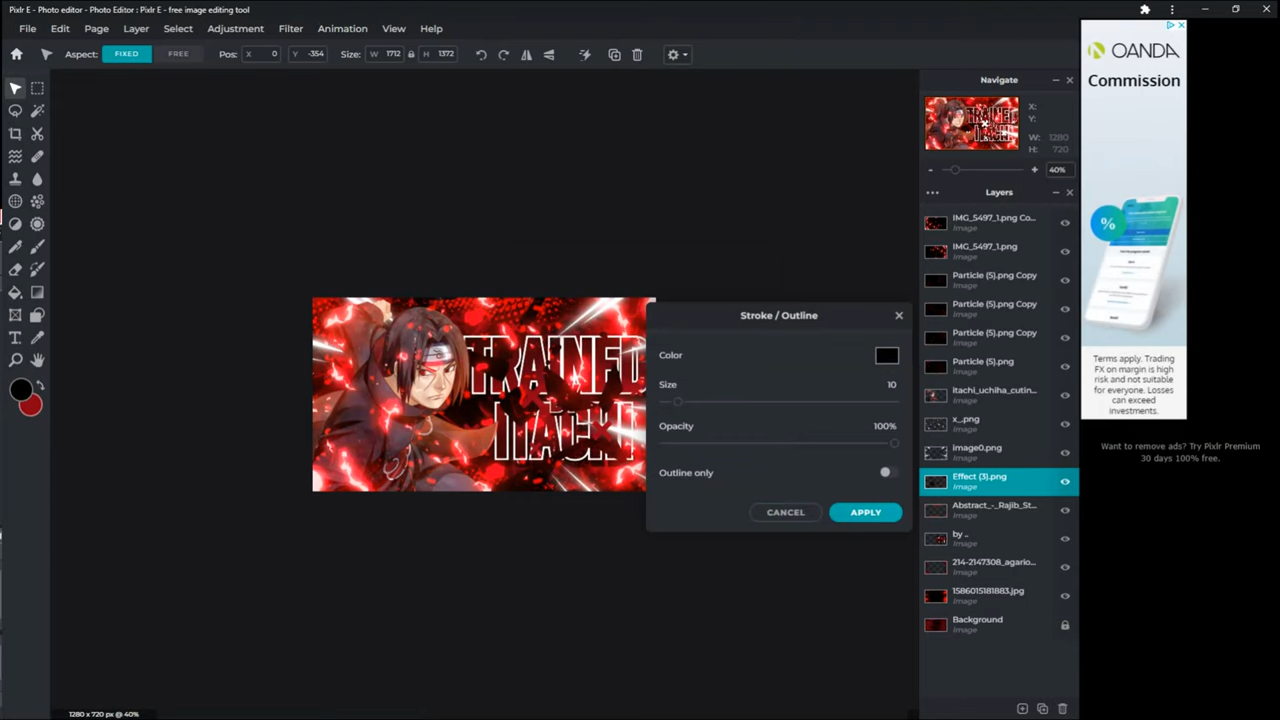 Pixlr E - Photo editor - Photo Editor : Pixlr E - free image editing tool
File Edit Page Layer Select Adjustment Filter Animation View Help
Aspect: FIXED FREE Pos: X 0 Y -354 Size: W 1712 H 1372
Navigate
X:
Y:
W: 1280
H: 720
- + 40%
Layers
IMG_5497_1.png Co...
Image
IMG_5497_1.png
Image
Particle (5).png Copy
Image
Particle (5).png Copy
Image
Particle (5).png Copy
Image
Particle (5).png
Image
itachi_uchiha_cutin...
Image
x_.png
Image
image0.png
Image
Effect (3).png
Image
Abstract_-_Rajib_St...
Image
by ..
Image
214-2147308_agario...
Image
1586015181883.jpg
Image
Background
Image
TRAINED
ITACHI
Stroke / Outline
Color
Size 10
Opacity 100%
Outline only
CANCEL APPLY
OANDA
Commission
%
Terms apply. Trading
FX on margin is high
risk and not suitable
for everyone. Losses
can exceed
investments.
Want to remove ads? Try Pixlr Premium
30 days 100% free.
1280 x 720 px @ 40%